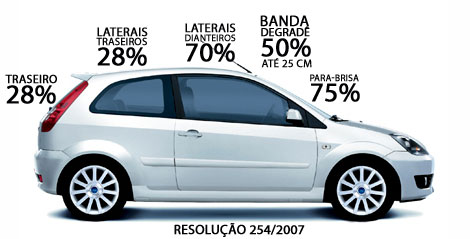 TRASEIRO
28%
LATERAIS
TRASEIROS
28%
LATERAIS
DIANTEIROS
70%
BANDA
DEGRADÊ
50%
ATÉ 25 CM
PARA-BRISA
75%
RESOLUÇÃO 254/2007